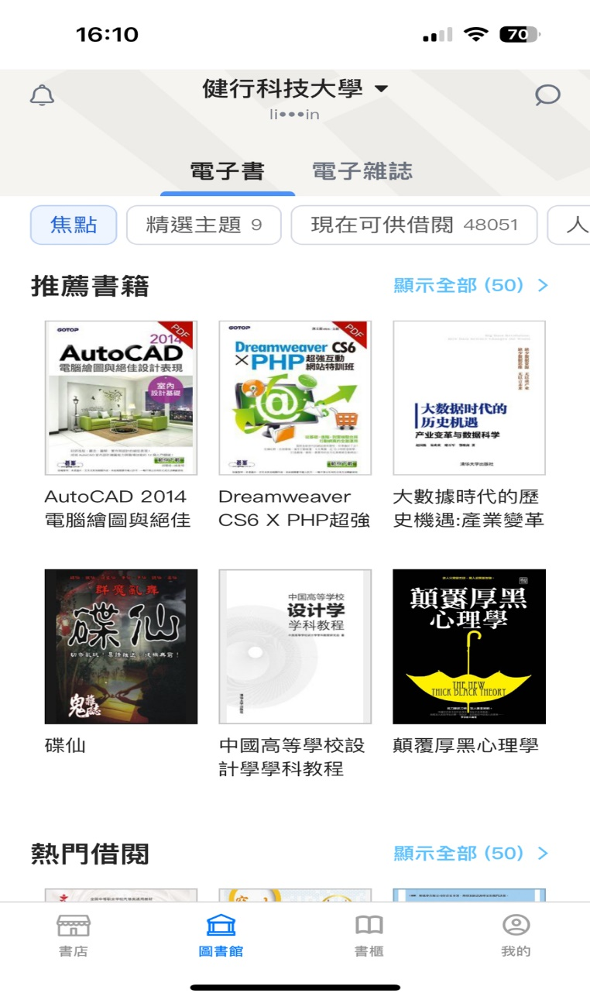 16:10
70
健行科技大學
li•••in
電子書 電子雜誌
焦點 精選主題 9 現在可供借閱 48051 人
推薦書籍 顯示全部 (50) >
GOTOP
PDF
2014
AutoCAD
電腦繪圖與絕佳設計表現
室內
設計基礎
GOTOP
PDF
Dreamweaver CS6
×PHP 超強互動
網站特訓班
大数据时代的
历史机遇
产业变革与数据科学
清华大学出版社
AutoCAD 2014
電腦繪圖與絕佳
Dreamweaver
CS6 X PHP超強
大數據時代的歷
史機遇:產業變革
群魔亂舞
碟仙
鬼誌
中国高等学校
设计学
学科教程
清华大学出版社
顛覆厚黑
心理學
THE NEW
THICK BLACK THEORY
碟仙
中國高等學校設
計學學科教程
顛覆厚黑心理學
熱門借閱 顯示全部 (50) >
書店 圖書館 書櫃 我的